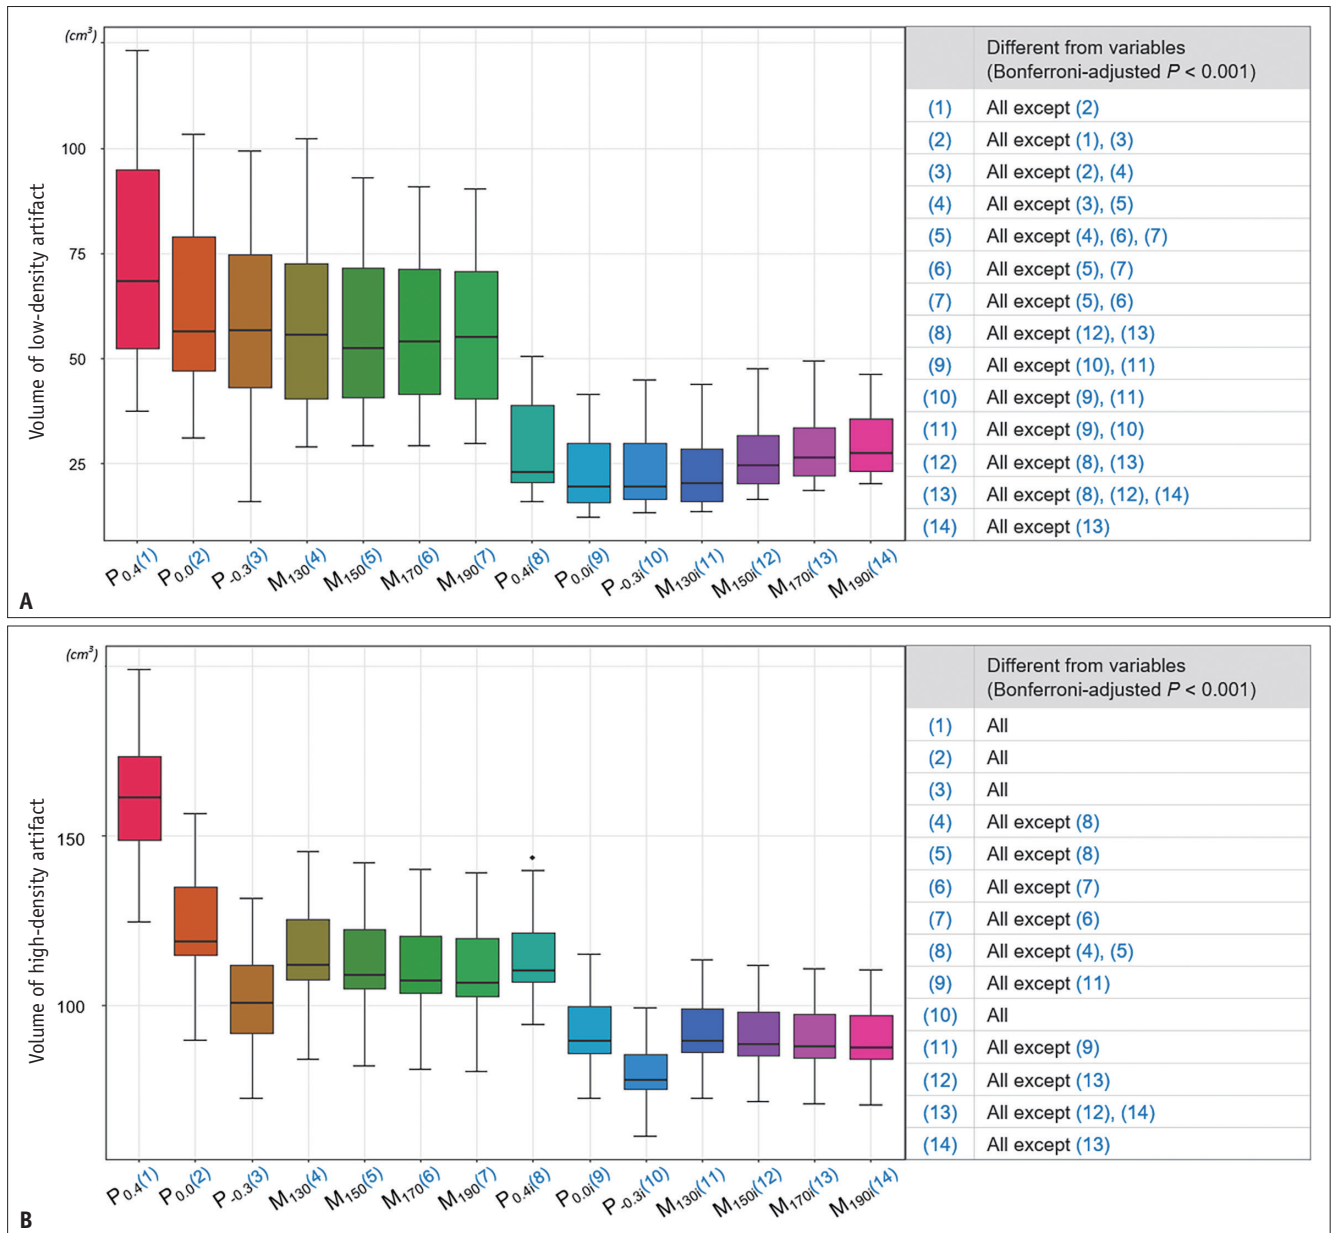 (cm³)
100
75
50
25
Volume of low-density artifact
P0.4(1) P0.0(2) P-0.3(3) M130(4) M150(5) M170(6) M190(7) P0.4i(8) P0.0i(9) P-0.3i(10) M130i(11) M150i(12) M170i(13) M190i(14)
A
Different from variables
(Bonferroni-adjusted P < 0.001)
(1) All except (2)
(2) All except (1), (3)
(3) All except (2), (4)
(4) All except (3), (5)
(5) All except (4), (6), (7)
(6) All except (5), (7)
(7) All except (5), (6)
(8) All except (12), (13)
(9) All except (10), (11)
(10) All except (9), (11)
(11) All except (9), (10)
(12) All except (8), (13)
(13) All except (8), (12), (14)
(14) All except (13)
(cm³)
150
100
Volume of high-density artifact
P0.4(1) P0.0(2) P-0.3(3) M130(4) M150(5) M170(6) M190(7) P0.4i(8) P0.0i(9) P-0.3i(10) M130i(11) M150i(12) M170i(13) M190i(14)
B
Different from variables
(Bonferroni-adjusted P < 0.001)
(1) All
(2) All
(3) All
(4) All except (8)
(5) All except (8)
(6) All except (7)
(7) All except (6)
(8) All except (4), (5)
(9) All except (11)
(10) All
(11) All except (9)
(12) All except (13)
(13) All except (12), (14)
(14) All except (13)